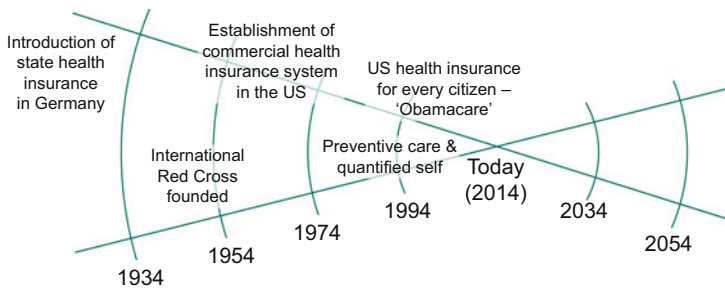 Introduction of
state health
insurance
in Germany
Establishment of
commercial health
insurance system
in the US
US health insurance
for every citizen –
‘Obamacare’
International
Red Cross
founded
Preventive care &
quantified self
Today
(2014)
1934
1954
1974
1994
2034
2054